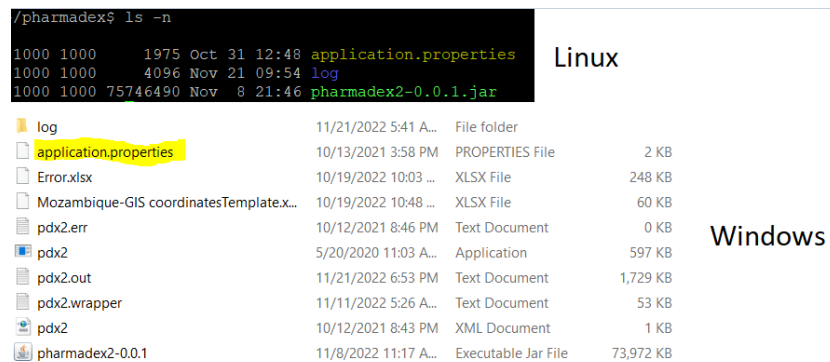 /pharmadex$ ls -n
1000 1000 1975 Oct 31 12:48 application.properties
1000 1000 4096 Nov 21 09:54 log
1000 1000 75746490 Nov 8 21:46 pharmadex2-0.0.1.jar
Linux
log 11/21/2022 5:41 A... File folder
application.properties 10/13/2021 3:58 PM PROPERTIES File 2 KB
Error.xlsx 10/19/2022 10:03 ... XLSX File 248 KB
Mozambique-GIS coordinatesTemplate.x... 10/19/2022 10:48 ... XLSX File 60 KB
pdx2.err 10/12/2021 8:46 PM Text Document 0 KB
pdx2 5/20/2020 11:03 A... Application 597 KB
pdx2.out 11/21/2022 6:53 PM Text Document 1,729 KB
pdx2.wrapper 11/11/2022 5:26 A... Text Document 53 KB
pdx2 10/12/2021 8:43 PM XML Document 1 KB
pharmadex2-0.0.1 11/8/2022 11:17 A... Executable Jar File 73,972 KB
Windows